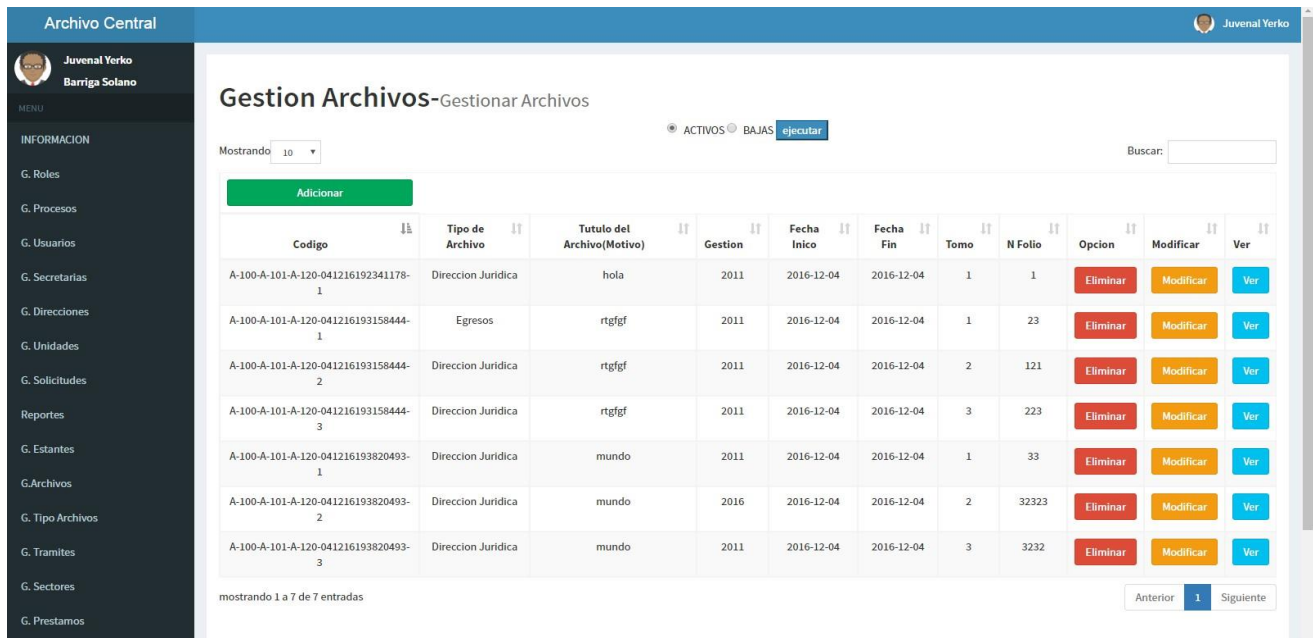 Archivo Central
Juvenal Yerko
Juvenal Yerko
Barriga Solano
MENU
INFORMACION
G. Roles
G. Procesos
G. Usuarios
G. Secretarias
G. Direcciones
G. Unidades
G. Solicitudes
Reportes
G. Estantes
G.Archivos
G. Tipo Archivos
G. Tramites
G. Sectores
G. Prestamos
Gestion Archivos-Gestionar Archivos
ACTIVOS BAJAS ejecutar
Mostrando 10
Buscar:
Adicionar
Codigo Tipo de Archivo Tutulo del Archivo(Motivo) Gestion Fecha Inico Fecha Fin Tomo N Folio Opcion Modificar Ver
A-100-A-101-A-120-041216192341178-1 Direccion Juridica hola 2011 2016-12-04 2016-12-04 1 1 Eliminar Modificar Ver
A-100-A-101-A-120-041216193158444-1 Egresos rtgfgf 2011 2016-12-04 2016-12-04 1 23 Eliminar Modificar Ver
A-100-A-101-A-120-041216193158444-2 Direccion Juridica rtgfgf 2011 2016-12-04 2016-12-04 2 121 Eliminar Modificar Ver
A-100-A-101-A-120-041216193158444-3 Direccion Juridica rtgfgf 2011 2016-12-04 2016-12-04 3 223 Eliminar Modificar Ver
A-100-A-101-A-120-041216193820493-1 Direccion Juridica mundo 2011 2016-12-04 2016-12-04 1 33 Eliminar Modificar Ver
A-100-A-101-A-120-041216193820493-2 Direccion Juridica mundo 2016 2016-12-04 2016-12-04 2 32323 Eliminar Modificar Ver
A-100-A-101-A-120-041216193820493-3 Direccion Juridica mundo 2011 2016-12-04 2016-12-04 3 3232 Eliminar Modificar Ver
mostrando 1 a 7 de 7 entradas
Anterior 1 Siguiente